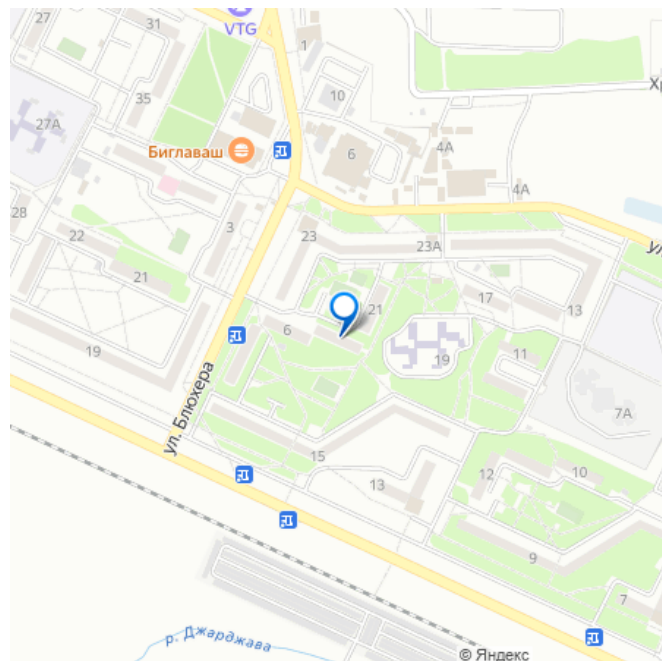 27
31
VTG
1
35
10
Хр
27А
Биглаваш
6
4А
4А
28
3
22
23
23А
ул
21
17
21
13
6
19
11
19
ул. Блюхера
7А
15
12
10
13
9
7
р. Джарджава
© Яндекс